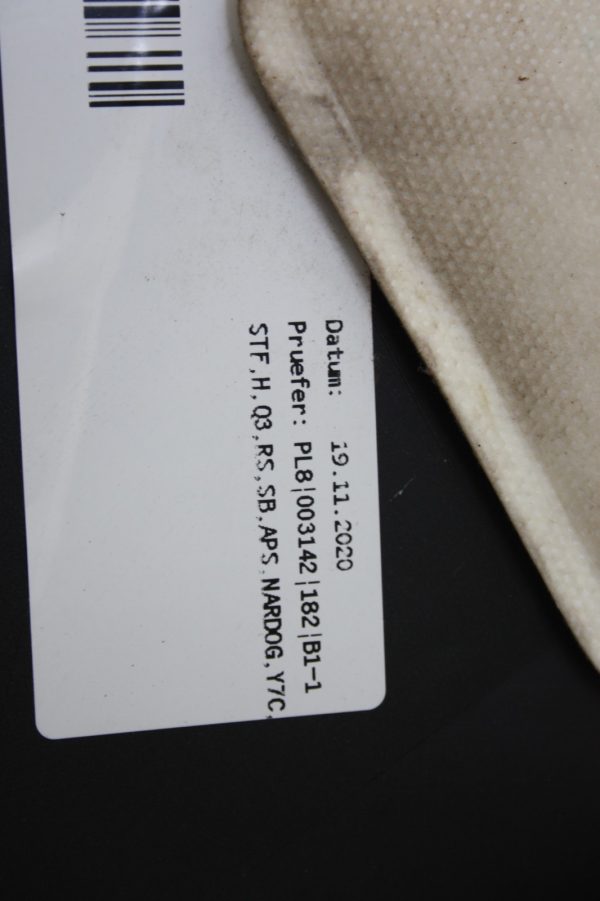 Datum: 19.11.2020
Pruefer: PL8|003142|182|B1-1
STF,H,Q3,RS,SB,APS,NARDOG,Y7C,